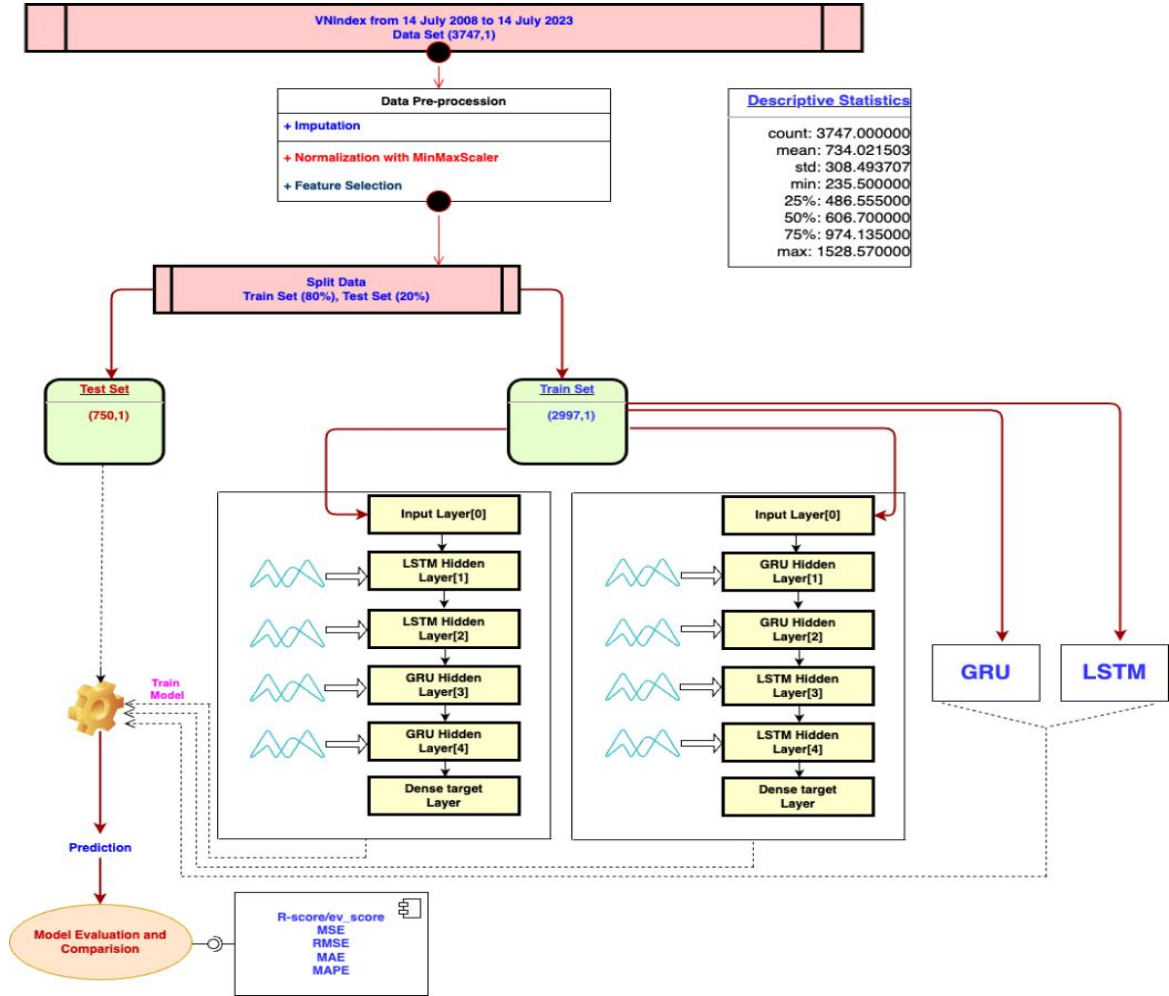 VNIndex from 14 July 2008 to 14 July 2023
Data Set (3747,1)
Data Pre-procession
+ Imputation
+ Normalization with MinMaxScaler
+ Feature Selection
Descriptive Statistics
count: 3747.000000
mean: 734.021503
std: 308.493707
min: 235.500000
25%: 486.555000
50%: 606.700000
75%: 974.135000
max: 1528.570000
Split Data
Train Set (80%), Test Set (20%)
Test Set
(750,1)
Train Set
(2997,1)
Input Layer[0]
LSTM Hidden
Layer[1]
LSTM Hidden
Layer[2]
GRU Hidden
Layer[3]
GRU Hidden
Layer[4]
Dense target
Layer
Input Layer[0]
GRU Hidden
Layer[1]
GRU Hidden
Layer[2]
LSTM Hidden
Layer[3]
LSTM Hidden
Layer[4]
Dense target
Layer
GRU
LSTM
Train
Model
Prediction
Model Evaluation and
Comparision
R-score/ev_score
MSE
RMSE
MAE
MAPE